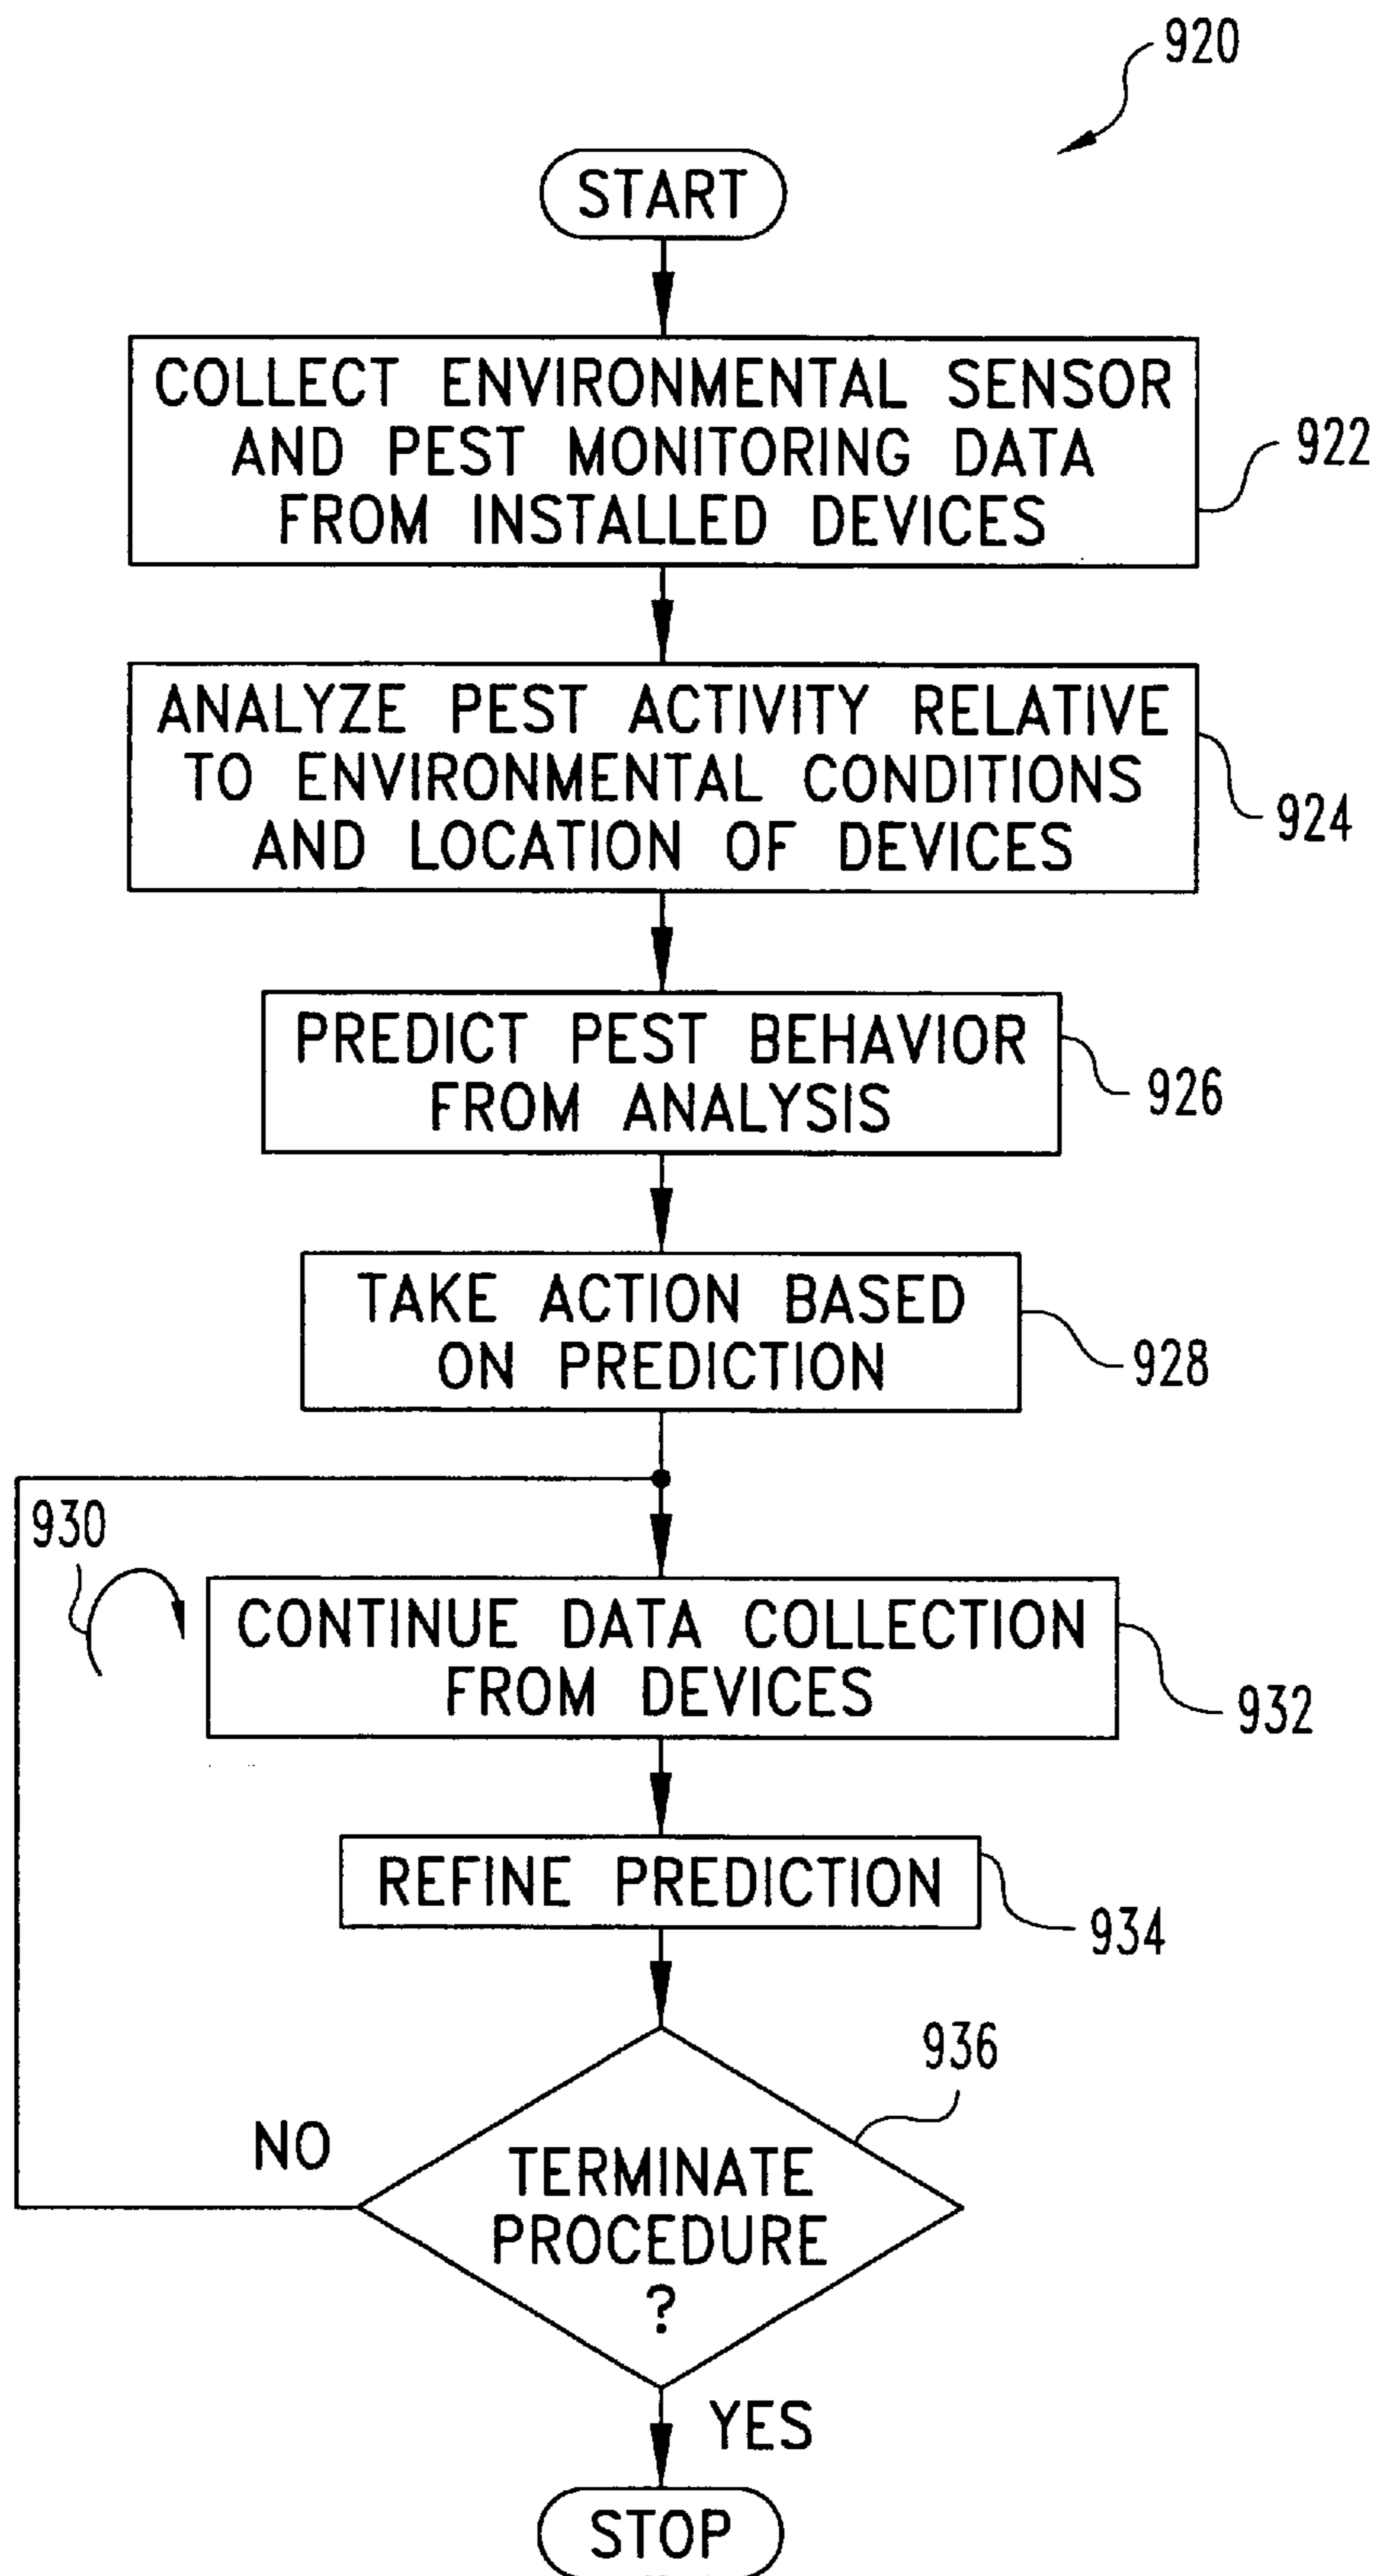 920
START
COLLECT ENVIRONMENTAL SENSOR
AND PEST MONITORING DATA
FROM INSTALLED DEVICES
922
ANALYZE PEST ACTIVITY RELATIVE
TO ENVIRONMENTAL CONDITIONS
AND LOCATION OF DEVICES
924
PREDICT PEST BEHAVIOR
FROM ANALYSIS
926
TAKE ACTION BASED
ON PREDICTION
928
930
CONTINUE DATA COLLECTION
FROM DEVICES
932
REFINE PREDICTION
934
936
NO
TERMINATE
PROCEDURE
?
YES
STOP